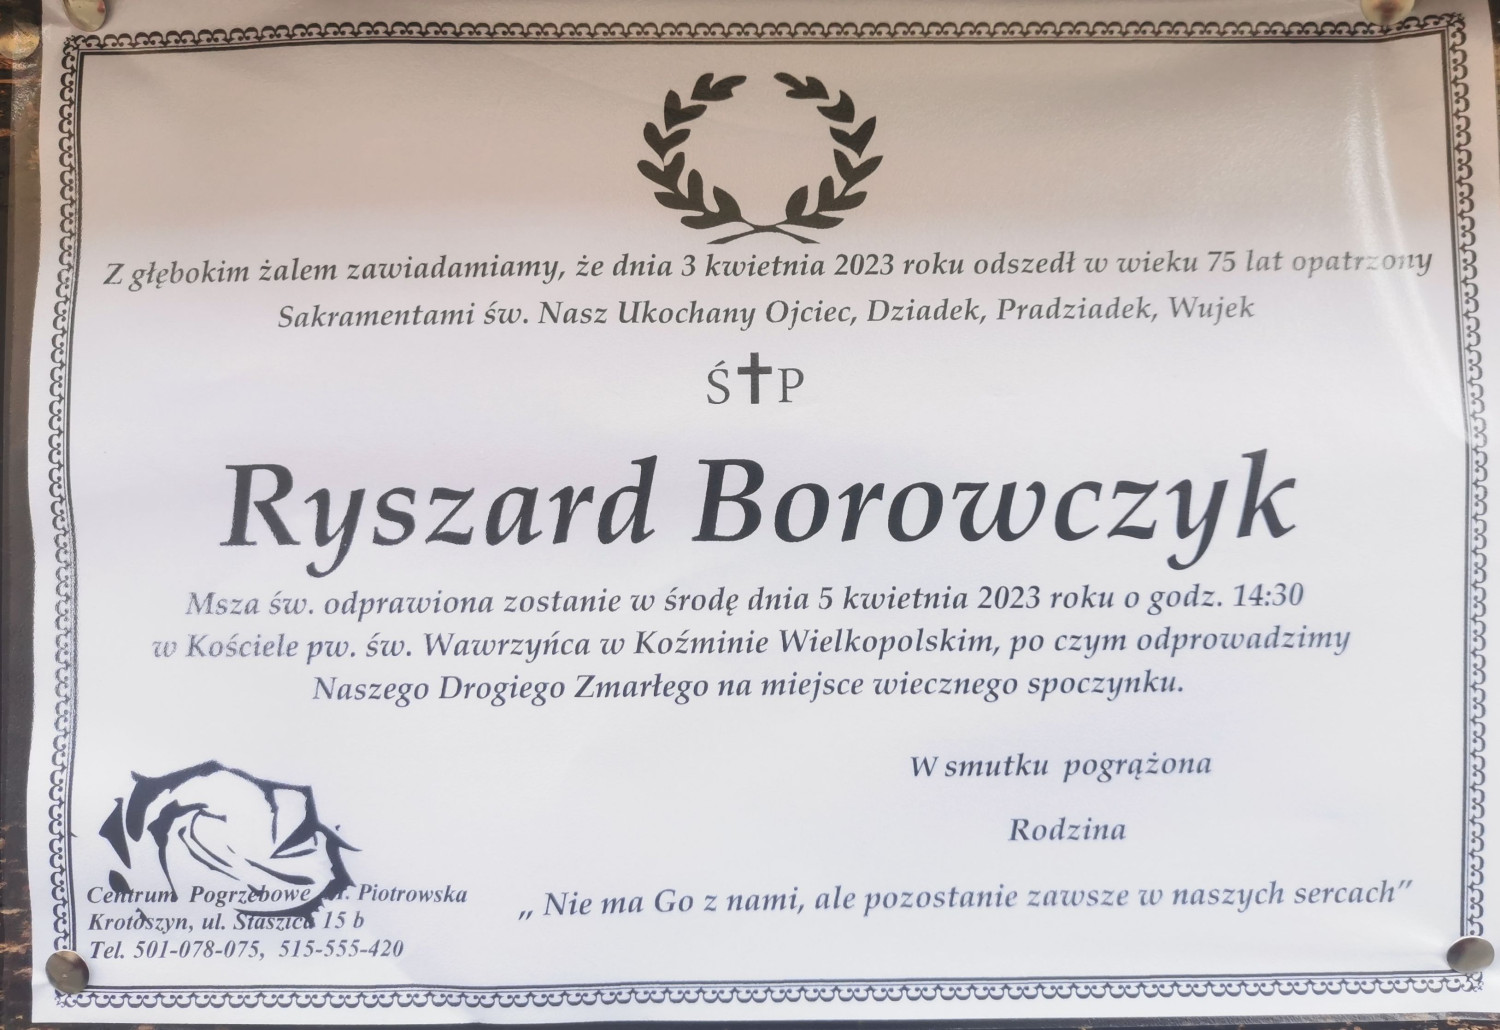 Z głębokim żalem zawiadamiamy, że dnia 3 kwietnia 2023 roku odszedł w wieku 75 lat opatrzony
Sakramentami św. Nasz Ukochany Ojciec, Dziadek, Pradziadek, Wujek
Ś✝P
Ryszard Borowczyk
Msza św. odprawiona zostanie w środę dnia 5 kwietnia 2023 roku o godz. 14:30
w Kościele pw. św. Wawrzyńca w Koźminie Wielkopolskim, po czym odprowadzimy
Naszego Drogiego Zmarłego na miejsce wiecznego spoczynku.
W smutku pogrążona
Rodzina
„ Nie ma Go z nami, ale pozostanie zawsze w naszych sercach”
Centrum Pogrzebowe Piotrowska
Krotoszyn, ul. Staszica 15 b
Tel. 501-078-075, 515-555-420